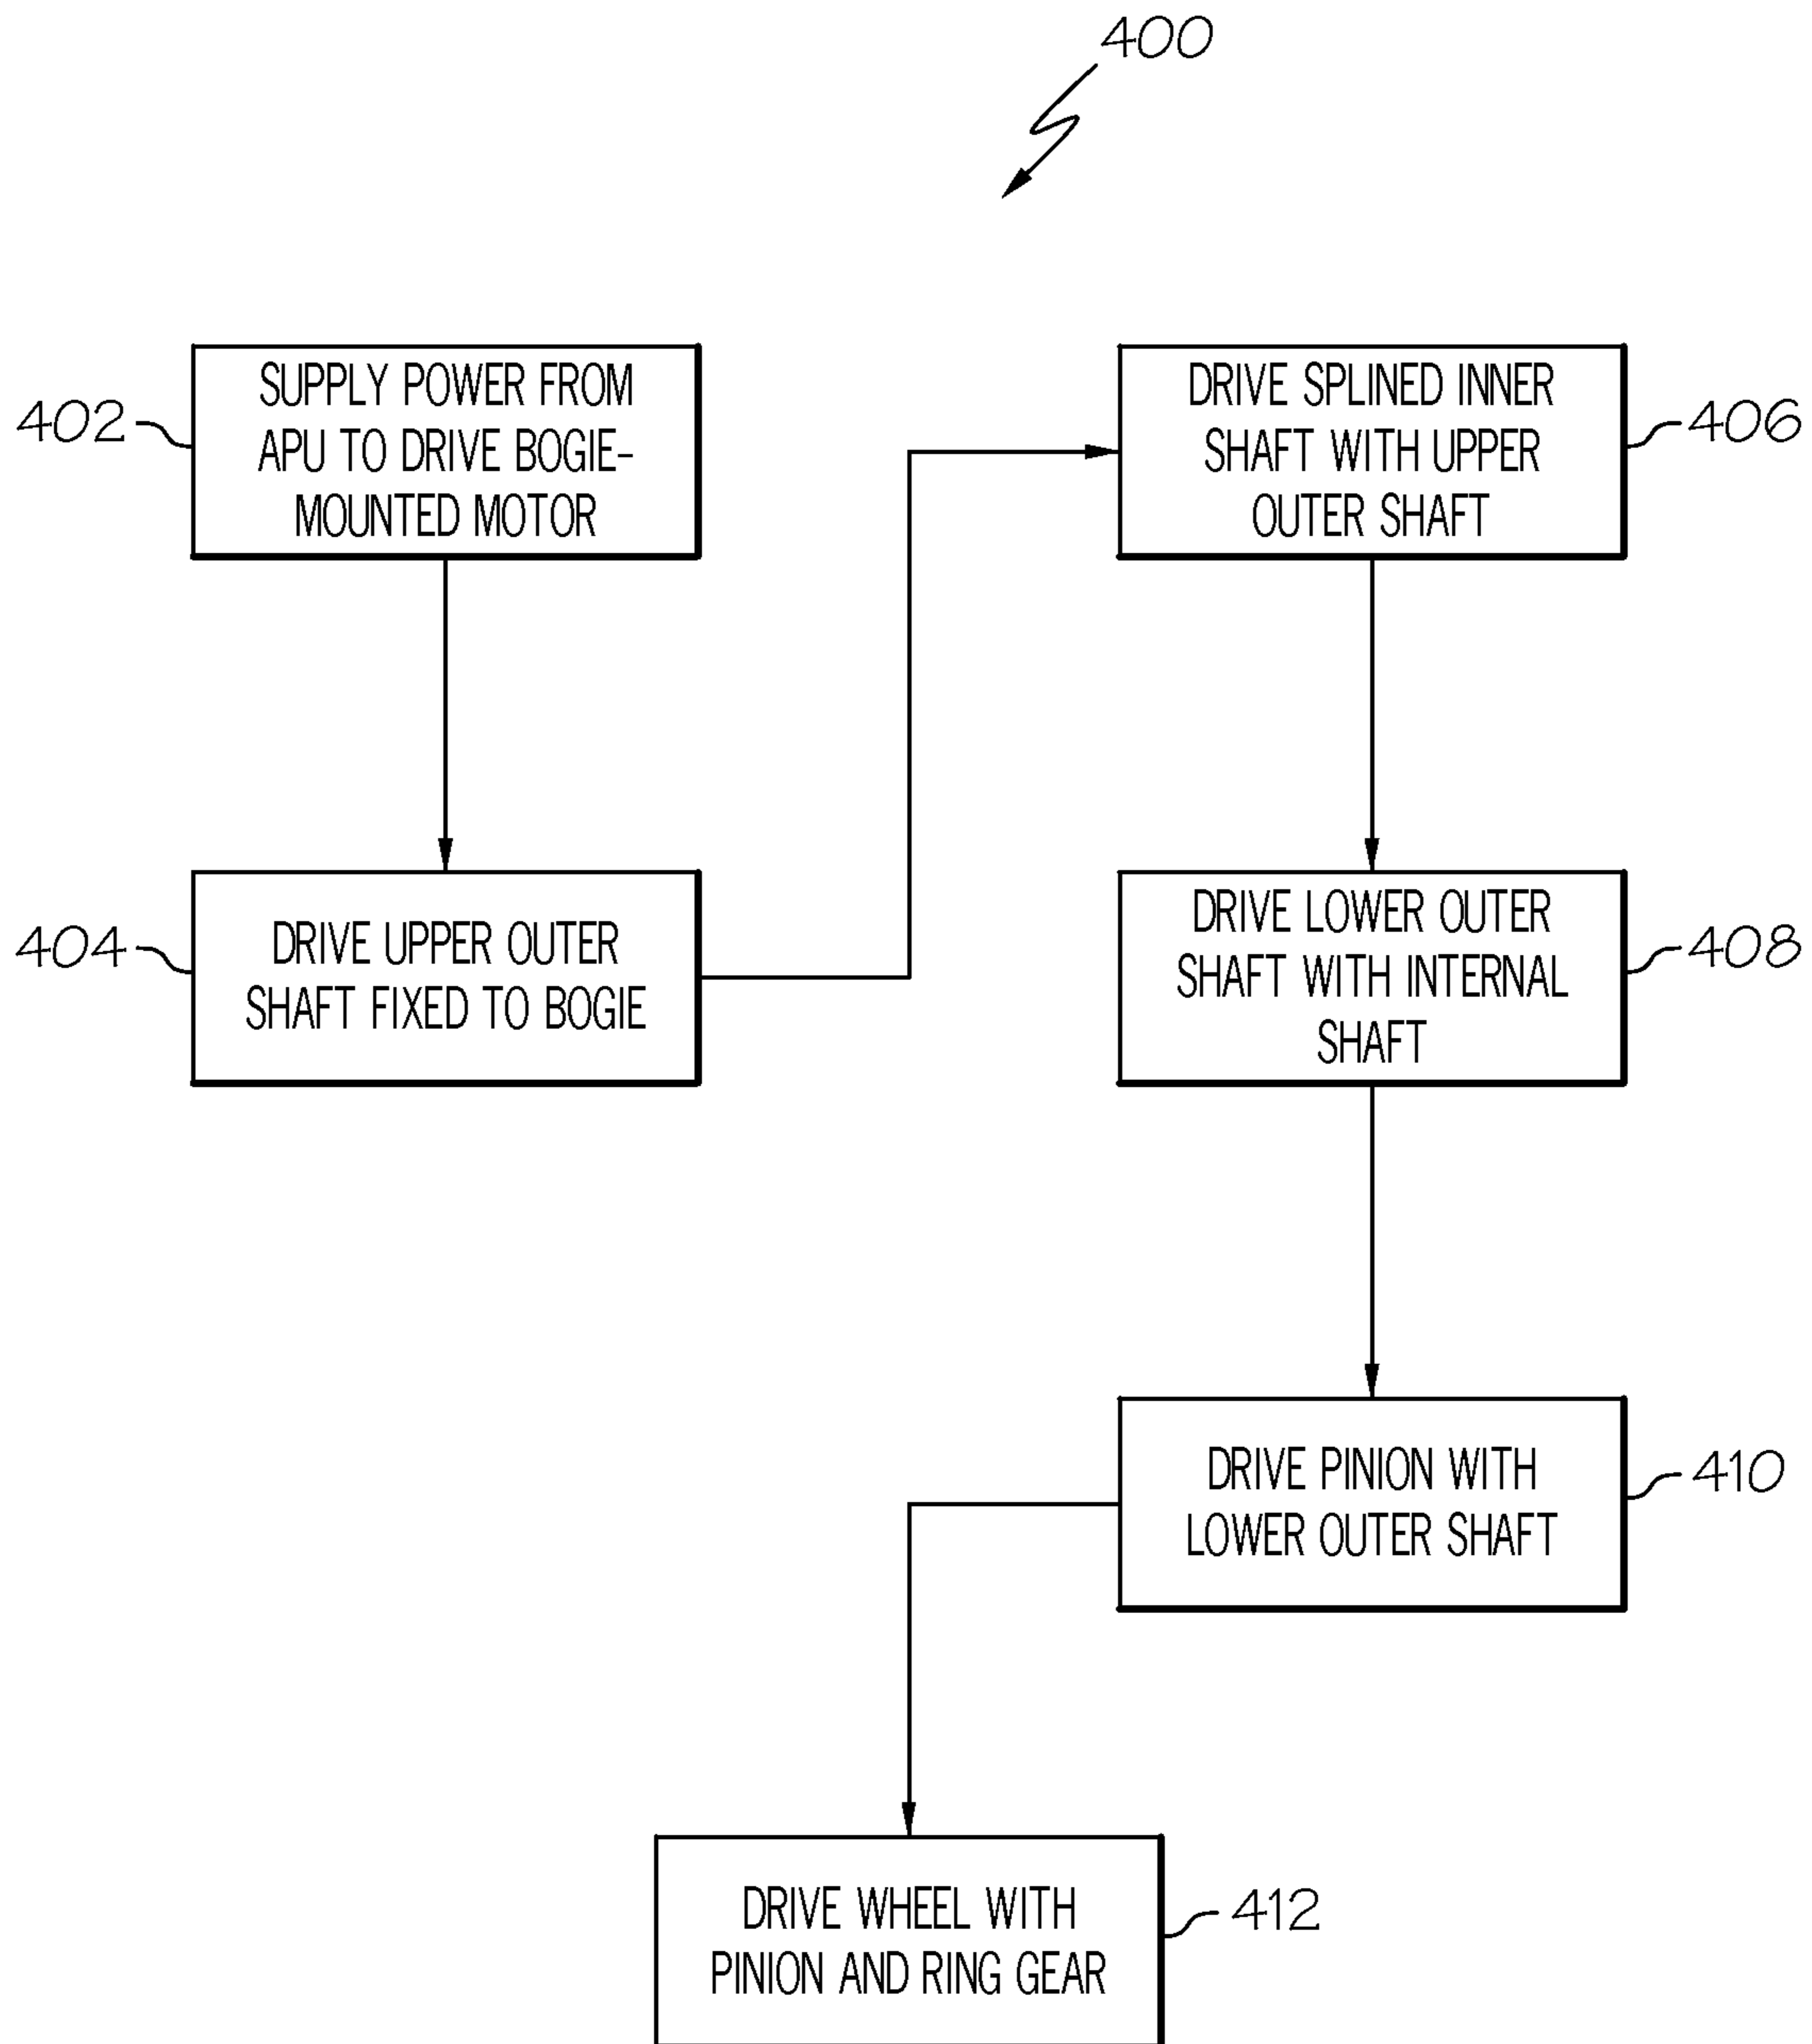 400
402
SUPPLY POWER FROM
APU TO DRIVE BOGIE-
MOUNTED MOTOR
404
DRIVE UPPER OUTER
SHAFT FIXED TO BOGIE
DRIVE SPLINED INNER
SHAFT WITH UPPER
OUTER SHAFT
406
DRIVE LOWER OUTER
SHAFT WITH INTERNAL
SHAFT
408
DRIVE PINION WITH
LOWER OUTER SHAFT
410
DRIVE WHEEL WITH
PINION AND RING GEAR
412